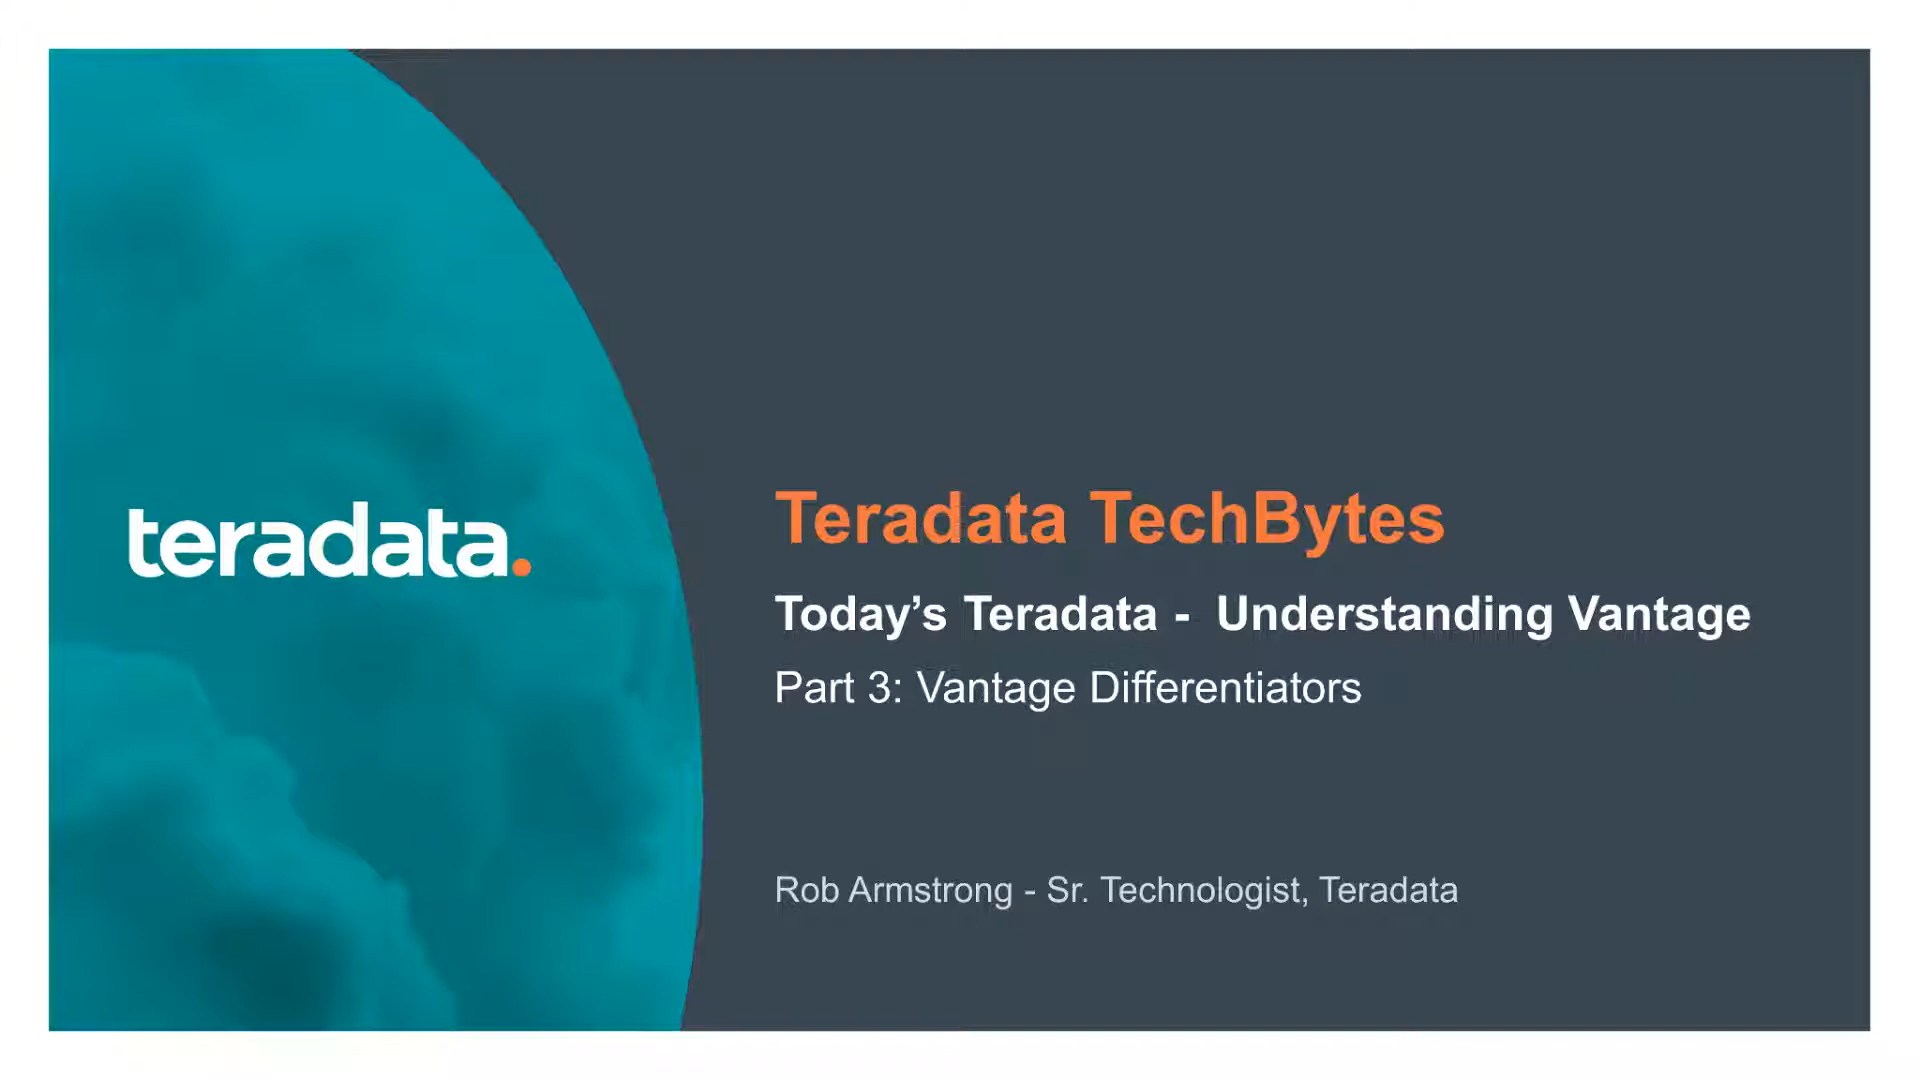 teradata.
Teradata TechBytes
Today’s Teradata - Understanding Vantage
Part 3: Vantage Differentiators
Rob Armstrong - Sr. Technologist, Teradata